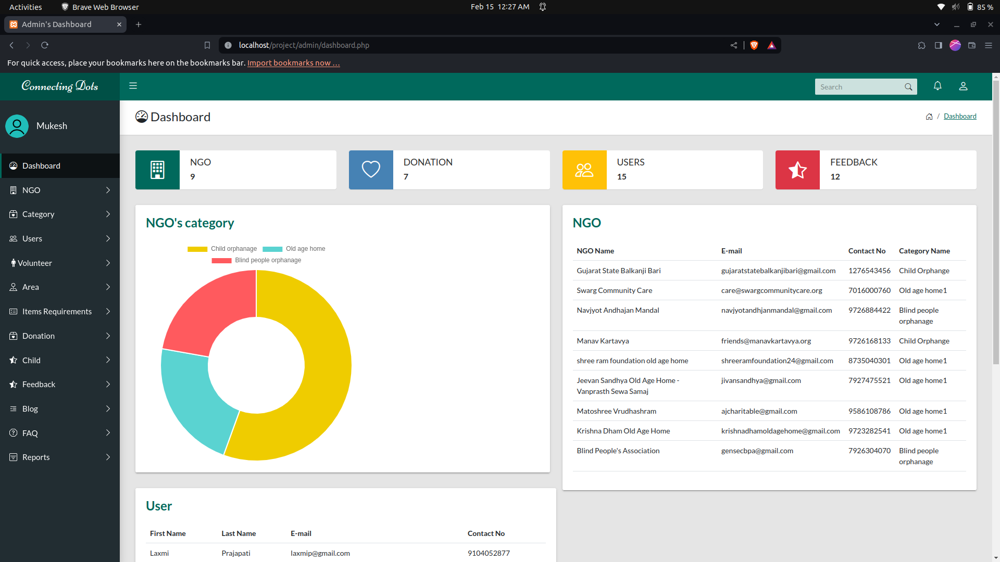 Activities Brave Web Browser Feb 15 12:27 AM 85 %
Admin's Dashboard
localhost/project/admin/dashboard.php
For quick access, place your bookmarks here on the bookmarks bar. Import bookmarks now …
Connecting Dots Search
Mukesh
Dashboard
NGO
Category
Users
Volunteer
Area
Items Requirements
Donation
Child
Feedback
Blog
FAQ
Reports
Dashboard / Dashboard
NGO
9
DONATION
7
USERS
15
FEEDBACK
12
NGO's category
Child orphanage Old age home
Blind people orphanage
NGO
NGO Name E-mail Contact No Category Name
Gujarat State Balkanji Bari gujaratstatebalkanjibari@gmail.com 1276543456 Child Orphange
Swarg Community Care care@swargcommunitycare.org 7016000760 Old age home1
Navjyot Andhajan Mandal navjyotandhjanmandal@gmail.com 9726884422 Blind people
orphanage
Manav Kartavya friends@manavkartavya.org 9726168133 Child Orphange
shree ram foundation old age home shreeramfoundation24@gmail.com 8735040301 Old age home1
Jeevan Sandhya Old Age Home - jivansandhya@gmail.com 7927475521 Old age home1
Vanprasth Sewa Samaj
Matoshree Vrudhashram ajcharitable@gmail.com 9586108786 Old age home1
Krishna Dham Old Age Home krishnadhamoldagehome@gmail.com 9723282541 Old age home1
Blind People's Association gensecbpa@gmail.com 7926304070 Blind people
orphanage
User
First Name Last Name E-mail Contact No
Laxmi Prajapati laxmip@gmail.com 9104052877